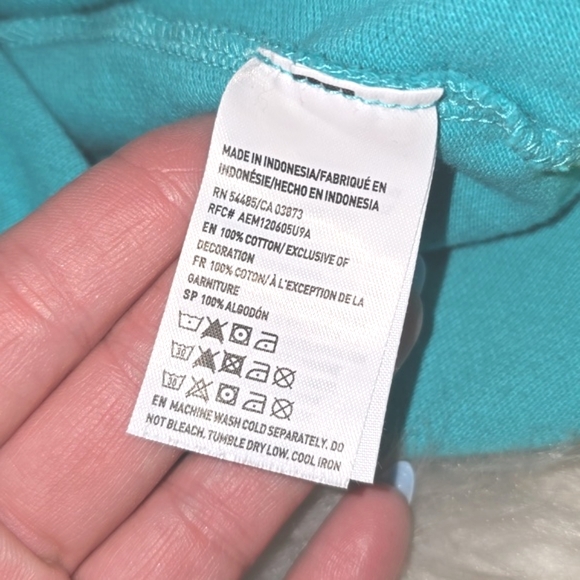 MADE IN INDONESIA/FABRIQUÉ EN
INDONÉSIE/HECHO EN INDONESIA
RN 54485/CA 03873
RFC# AEM120605U9A
EN 100% COTTON/ EXCLUSIVE OF
DECORATION
FR 100% COTON/ À L'EXCEPTION DE LA
GARNITURE
SP 100% ALGODÓN
30
30
EN MACHINE WASH COLD SEPARATELY, DO
NOT BLEACH, TUMBLE DRY LOW, COOL IRON